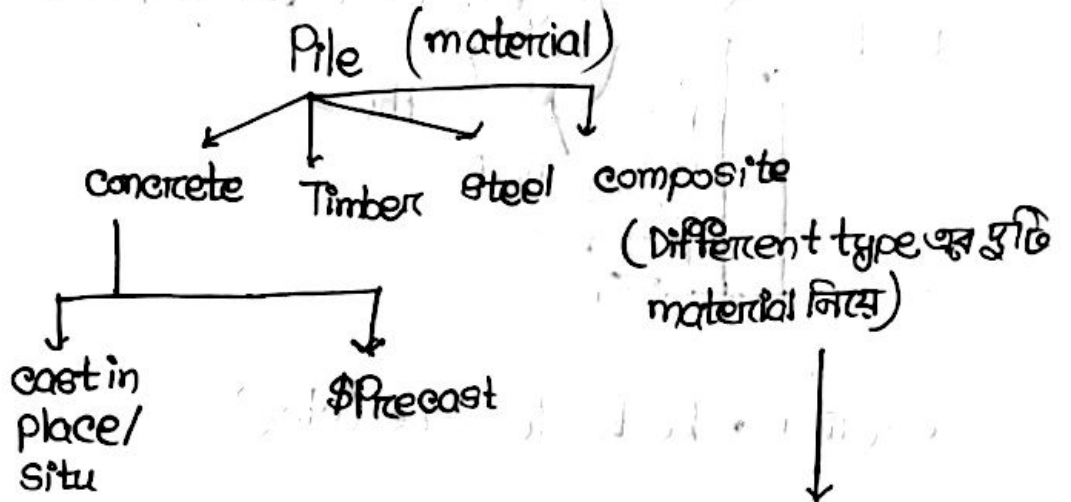 Pile (material)
concrete Timber steel composite
(Different type এর দুটি
material নিয়ে)
cast in
place/
situ
$Precast